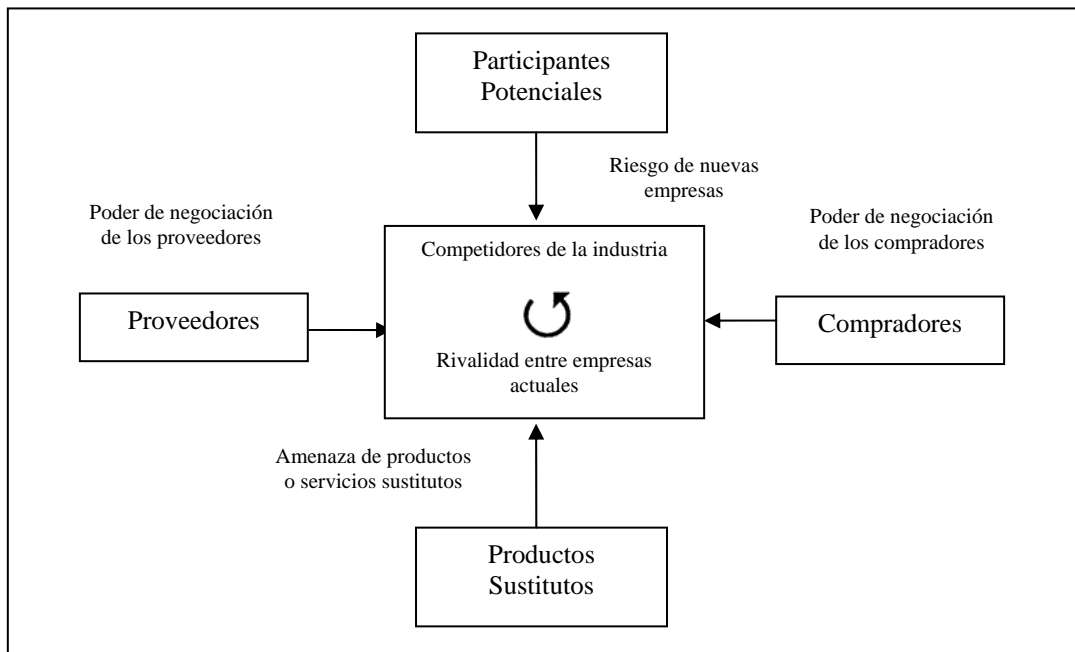 Participantes
Potenciales
Riesgo de nuevas
empresas
Poder de negociación
de los proveedores
Poder de negociación
de los compradores
Competidores de la industria
Proveedores
Compradores
Rivalidad entre empresas
actuales
Amenaza de productos
o servicios sustitutos
Productos
Sustitutos